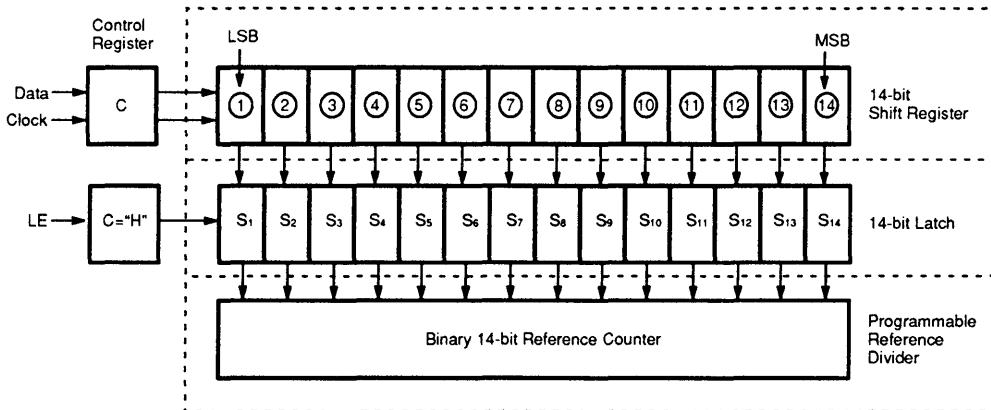 Control
Register
LSB
MSB
Data
Clock
C
1 2 3 4 5 6 7 8 9 10 11 12 13 14
14-bit
Shift Register
LE
C="H"
S1 S2 S3 S4 S5 S6 S7 S8 S9 S10 S11 S12 S13 S14
14-bit Latch
Binary 14-bit Reference Counter
Programmable
Reference
Divider